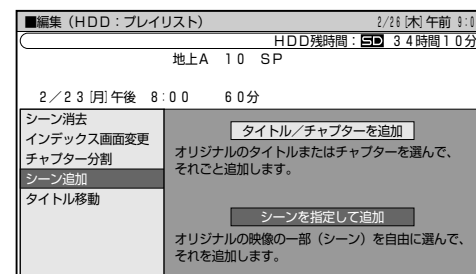 ■編集(HDD:プレイリスト) 2/26[木]午前 9:0
HDD残時間:SD 34時間10分
地上A 10 SP
2/23[月]午後 8:00 60分
シーン消去
インデックス画面変更
チャプター分割
シーン追加
タイトル移動
タイトル/チャプターを追加
オリジナルのタイトルまたはチャプターを選んで、
それごと追加します。
シーンを指定して追加
オリジナルの映像の一部(シーン)を自由に選んで、
それを追加します。